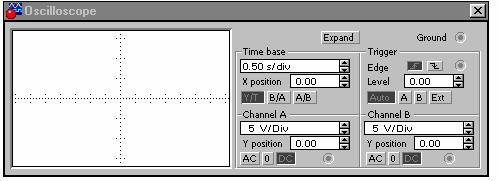 Oscilloscope
Expand Ground
Time base
0.50 s/div
X position 0.00
Y/T B/A A/B
Trigger
Edge
Level 0.00
Auto A B Ext
Channel A
5 V/Div
Y position 0.00
AC 0 DC
Channel B
5 V/Div
Y position 0.00
AC 0 DC